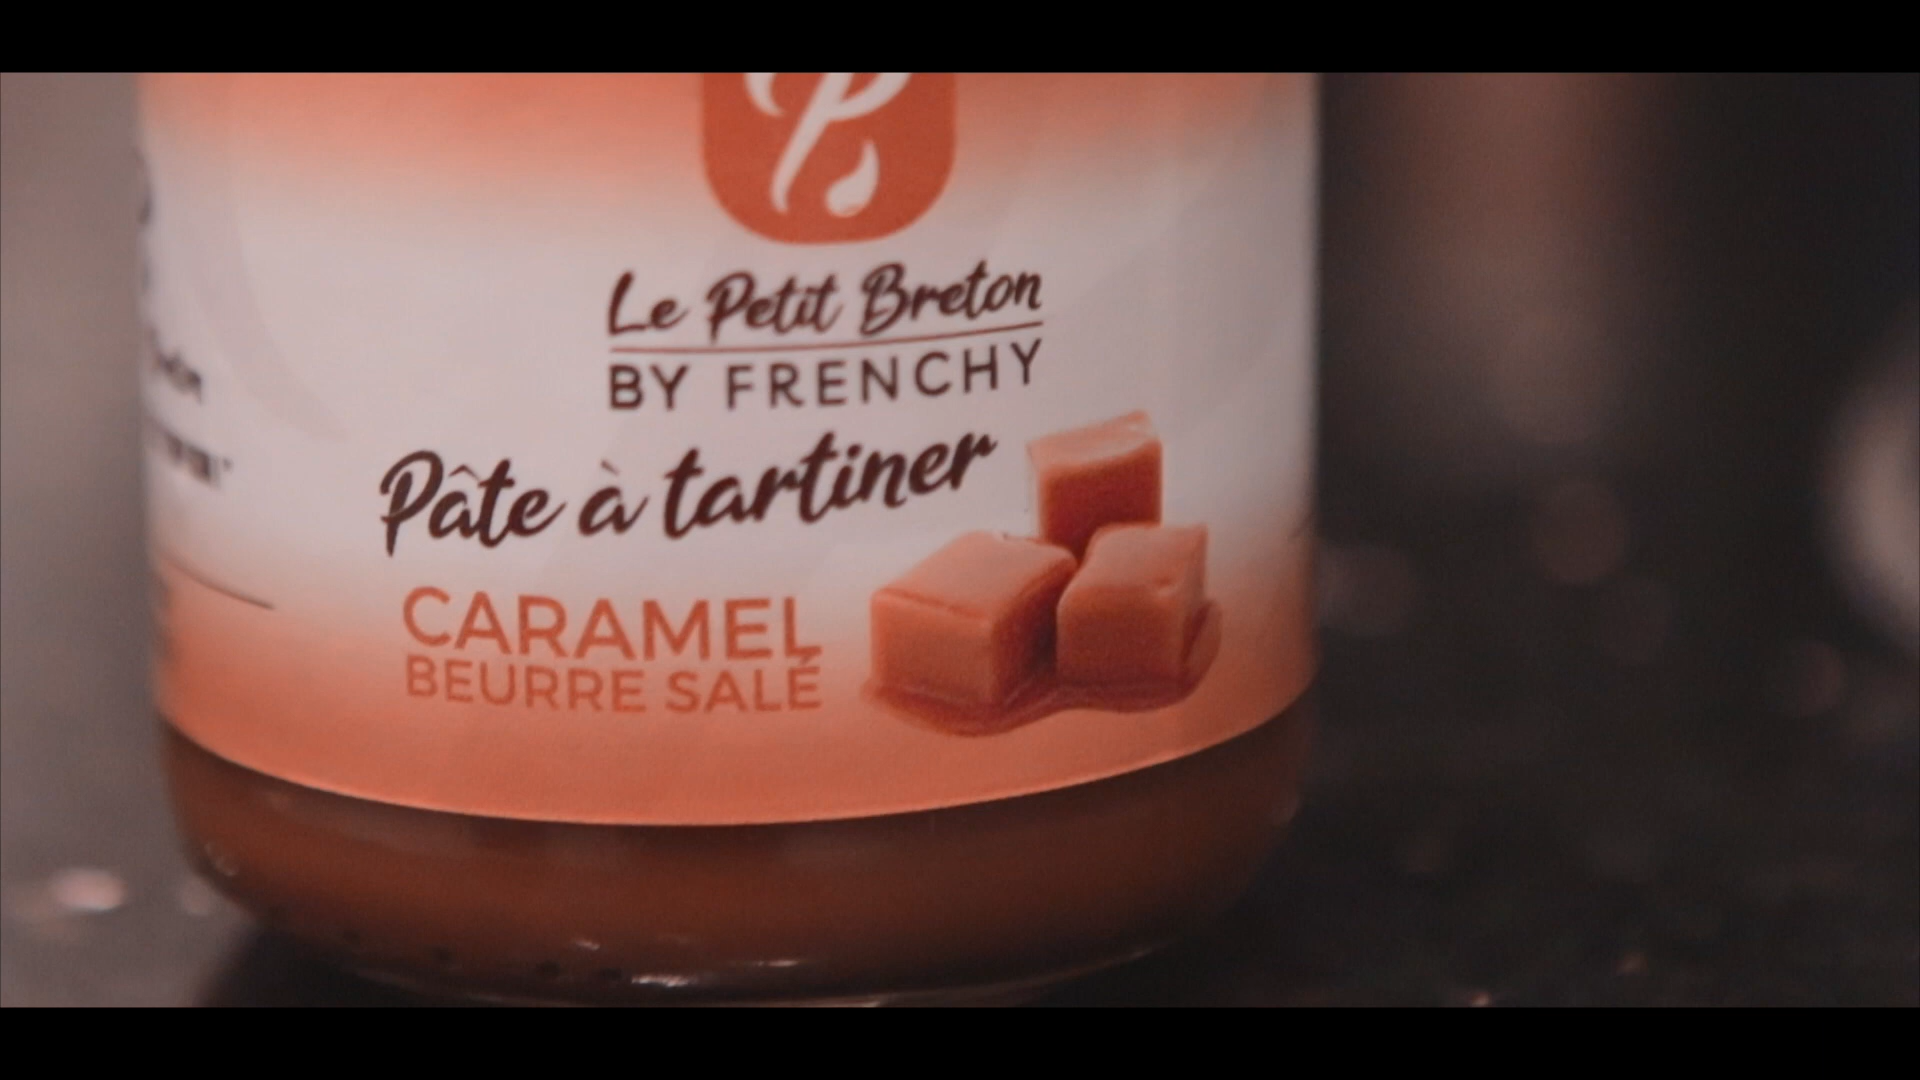 Le Petit Breton
BY FRENCHY
Pâte à tartiner
CARAMEL
BEURRE SALÉ